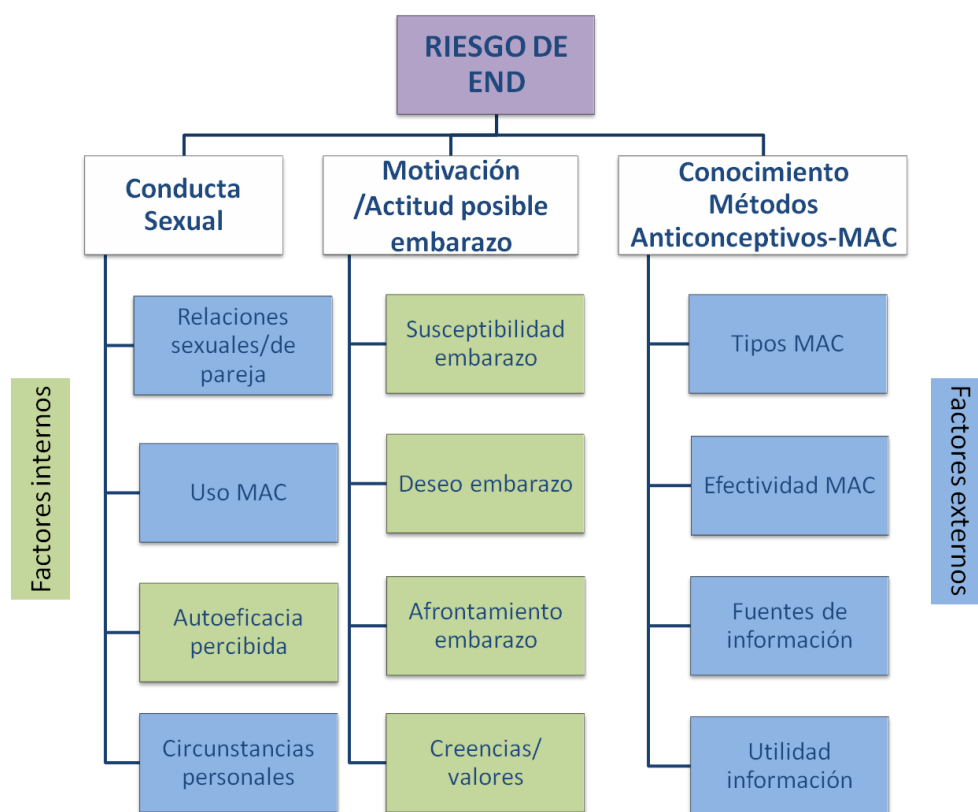 RIESGO DE
END
Conducta
Sexual
Motivación
/Actitud posible
embarazo
Conocimiento
Métodos
Anticonceptivos-MAC
Relaciones
sexuales/de
pareja
Susceptibilidad
embarazo
Tipos MAC
Uso MAC
Deseo embarazo
Efectividad MAC
Autoeficacia
percibida
Afrontamiento
embarazo
Fuentes de
información
Circunstancias
personales
Creencias/
valores
Utilidad
información
Factores internos
Factores externos